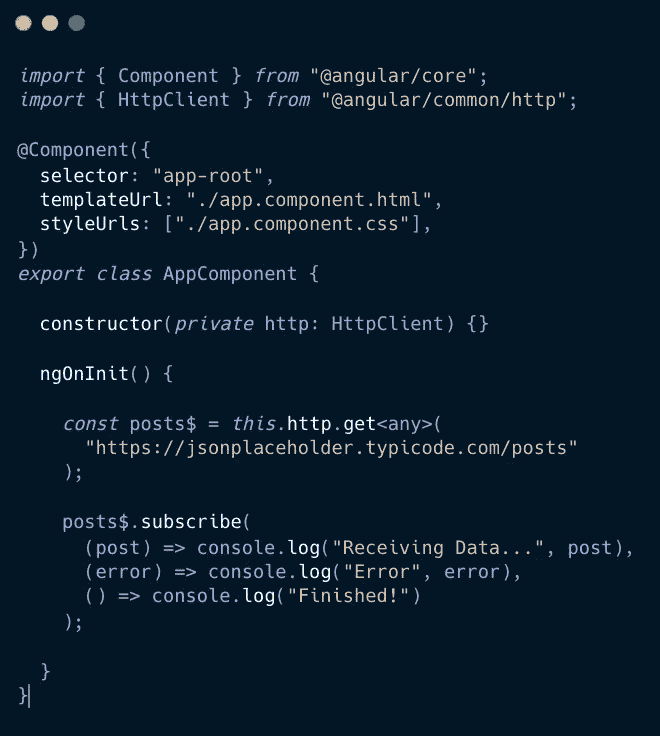 import { Component } from "@angular/core";
import { HttpClient } from "@angular/common/http";

@Component({
  selector: "app-root",
  templateUrl: "./app.component.html",
  styleUrls: ["./app.component.css"],
})
export class AppComponent {

  constructor(private http: HttpClient) {}

  ngOnInit() {

    const posts$ = this.http.get<any>(
      "https://jsonplaceholder.typicode.com/posts"
    );

    posts$.subscribe(
      (post) => console.log("Receiving Data...", post),
      (error) => console.log("Error", error),
      () => console.log("Finished!")
    );

  }
}